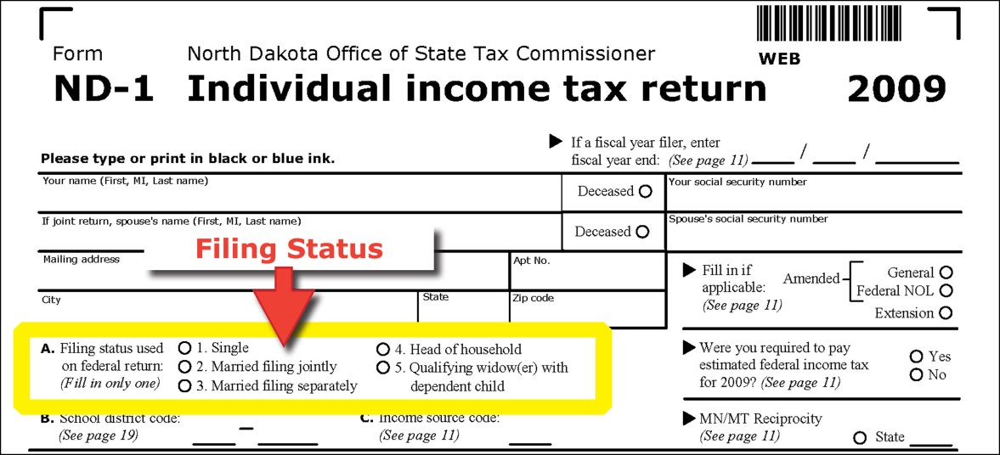 Form North Dakota Office of State Tax Commissioner
WEB
ND-1 Individual income tax return 2009
If a fiscal year filer, enter
fiscal year end: (See page 11) / /
Please type or print in black or blue ink.
Your name (First, MI, Last name)
Deceased
Your social security number
If joint return, spouse's name (First, MI, Last name)
Deceased
Spouse's social security number
Filing Status
Mailing address
Apt No.
City
State
Zip code
Fill in if
applicable:
(See page 11)
Amended
General
Federal NOL
Extension
A. Filing status used
on federal return:
(Fill in only one)
1. Single
2. Married filing jointly
3. Married filing separately
4. Head of household
5. Qualifying widow(er) with
dependent child
Were you required to pay
estimated federal income tax
for 2009? (See page 11)
Yes
No
B. School district code:
(See page 19) –
C. Income source code:
(See page 11)
MN/MT Reciprocity
(See page 11)
State